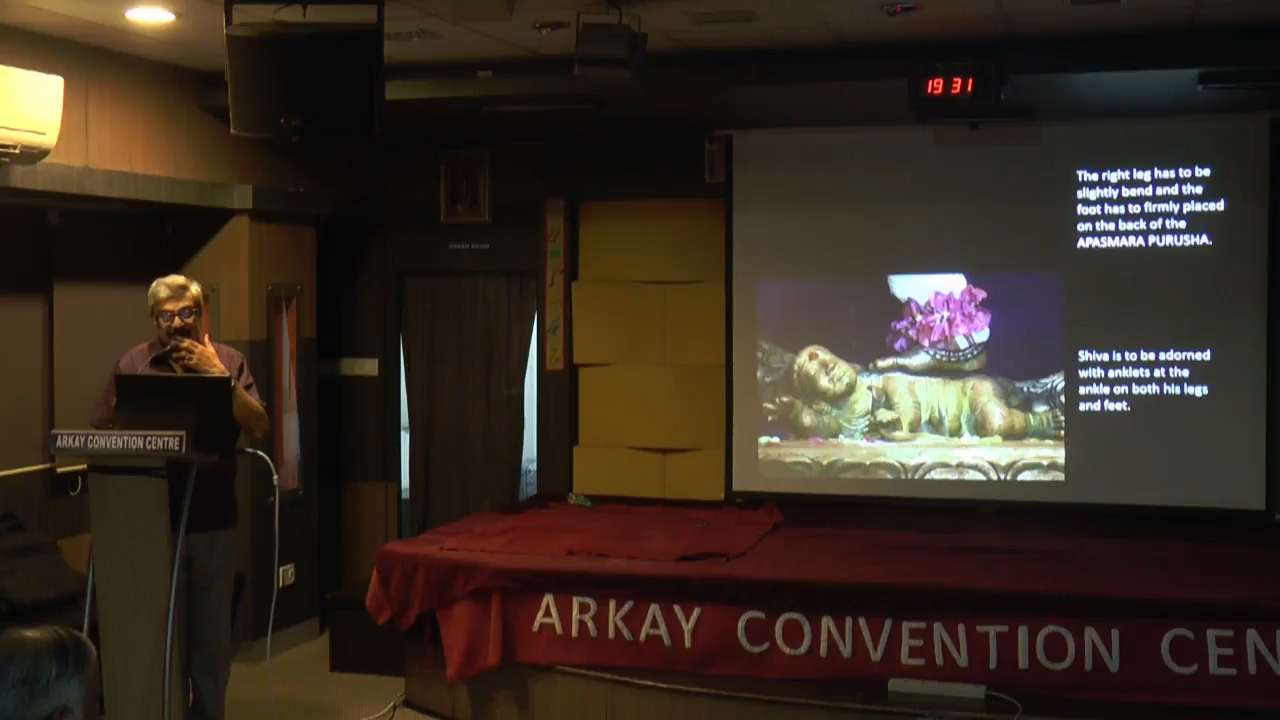 19 31
The right leg has to be
slightly bend and the
foot has to firmly placed
on the back of the
APASMARA PURUSHA.
Shiva is to be adorned
with anklets at the
ankle on both his legs
and feet.
GREEN ROOM
ARKAY CONVENTION CENTRE
ARKAY CONVENTION CEN